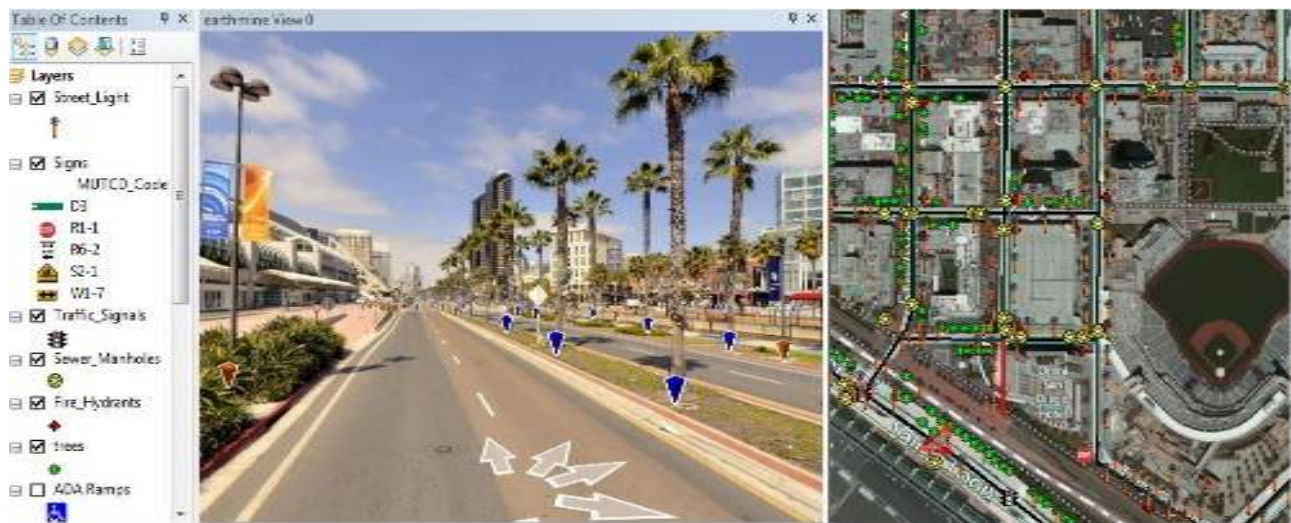 Table Of Contents
earthmine View 0
Layers
Street_Light
Signs
MUTCD_Code
D3
R1-1
R6-2
S2-1
W1-7
Traffic_Signals
Sewer_Manholes
Fire_Hydrants
trees
ADA Ramps